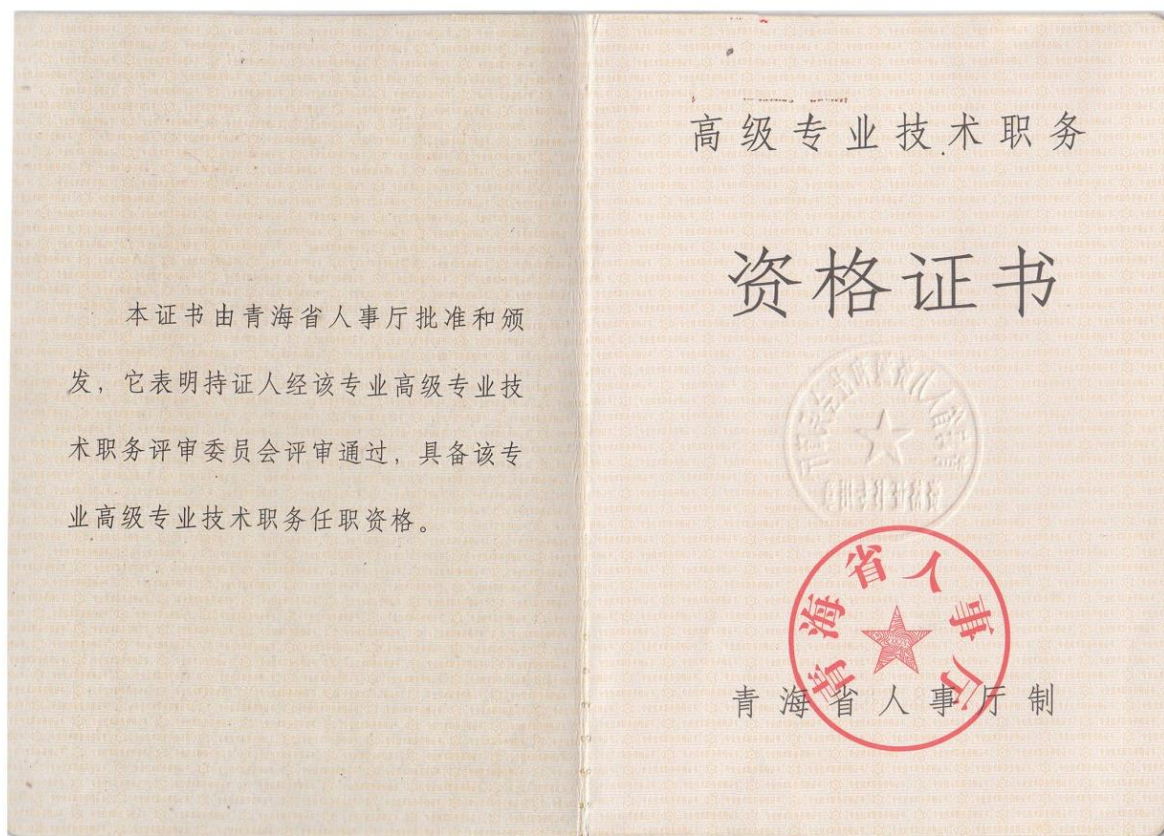 本证书由青海省人事厅批准和颁
发，它表明持证人经该专业高级专业技
术职务评审委员会评审通过，具备该专
业高级专业技术职务任职资格。
高级专业技术职务
资格证书
青海省人事厅
青海省人事厅制